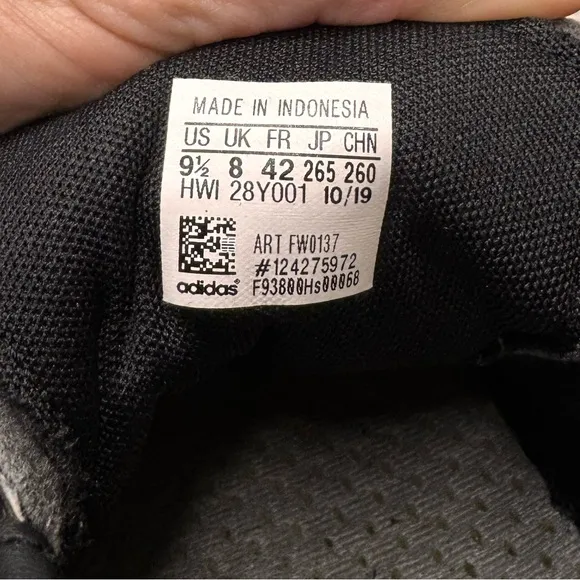 MADE IN INDONESIA
US UK FR JP CHN
9½ 8 42 265 260
HWI 28Y001 10/19
ART FW0137
#124275972
adidas F93800Hs00068